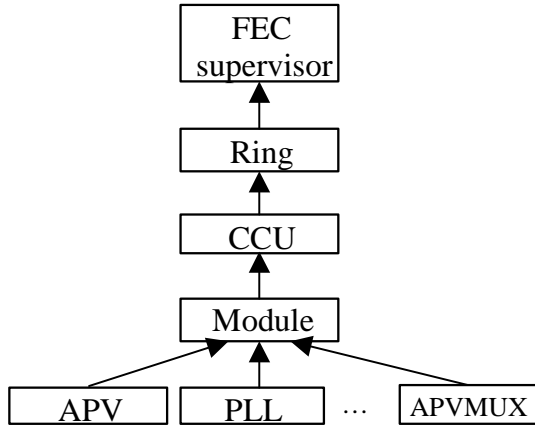 FEC
supervisor
Ring
CCU
Module
APV PLL ... APVMUX